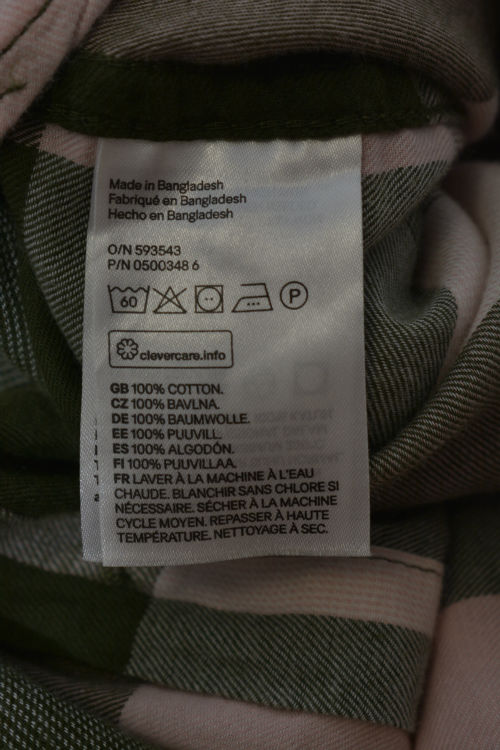 Made in Bangladesh
Fabriqué en Bangladesh
Hecho en Bangladesh
O/N 593543
P/N 0500348 6
60 P
clevercare.info
GB 100% COTTON.
CZ 100% BAVLNA.
DE 100% BAUMWOLLE.
EE 100% PUUVILL.
ES 100% ALGODÓN.
FI 100% PUUVILLAA.
FR LAVER À LA MACHINE À L'EAU
CHAUDE. BLANCHIR SANS CHLORE SI
NÉCESSAIRE. SÉCHER À LA MACHINE
CYCLE MOYEN. REPASSER À HAUTE
TEMPÉRATURE. NETTOYAGE À SEC.